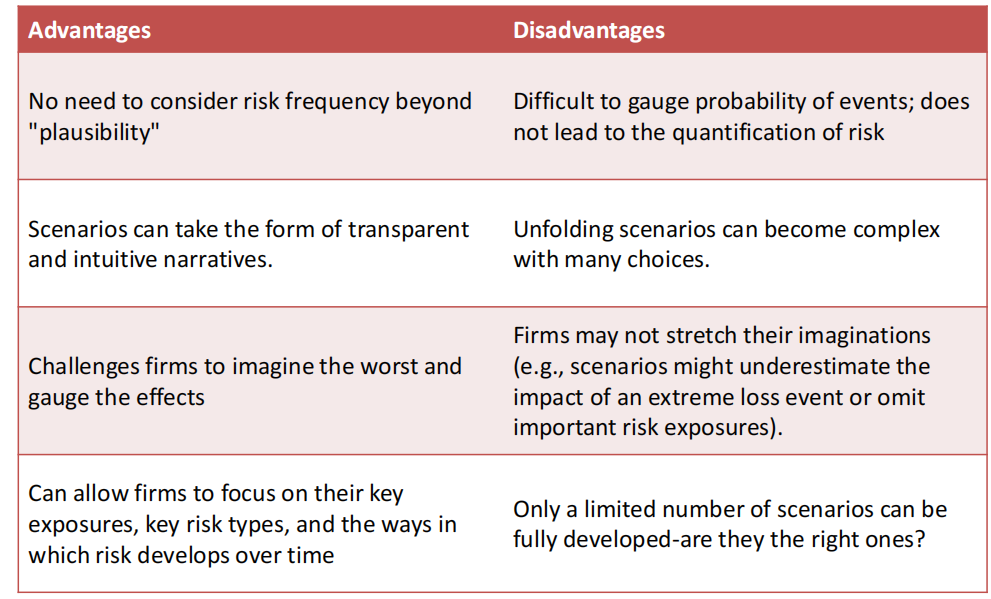 Advantages
Disadvantages
No need to consider risk frequency beyond
"plausibility"
Difficult to gauge probability of events; does
not lead to the quantification of risk
Scenarios can take the form of transparent
and intuitive narratives.
Unfolding scenarios can become complex
with many choices.
Challenges firms to imagine the worst and
gauge the effects
Firms may not stretch their imaginations
(e.g., scenarios might underestimate the
impact of an extreme loss event or omit
important risk exposures).
Can allow firms to focus on their key
exposures, key risk types, and the ways in
which risk develops over time
Only a limited number of scenarios can be
fully developed-are they the right ones?